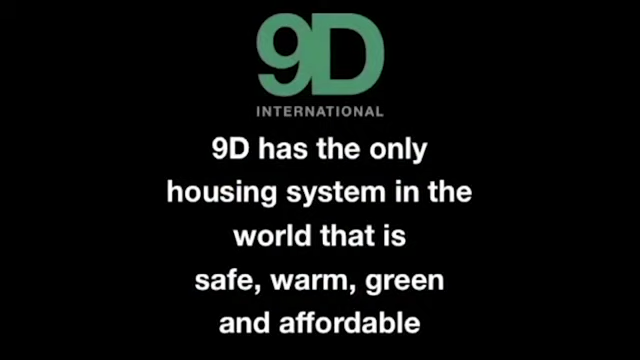 9D
INTERNATIONAL
9D has the only
housing system in the
world that is
safe, warm, green
and affordable